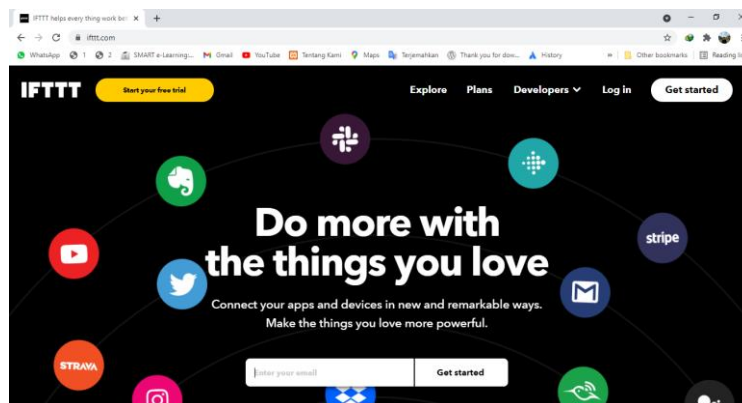 IFTTT helps every thing work bet
ifttt.com
WhatsApp
1
2
SMART e-Learning:...
Gmail
YouTube
Tentang Kami
Maps
Terjemahkan
Thank you for dow...
History
»
Other bookmarks
Reading li
IFTTT
Start your free trial
Explore
Plans
Developers
Log in
Get started
Do more with
the things you love
stripe
Connect your apps and devices in new and remarkable ways.
Make the things you love more powerful.
STRAVA
Enter your email
Get started